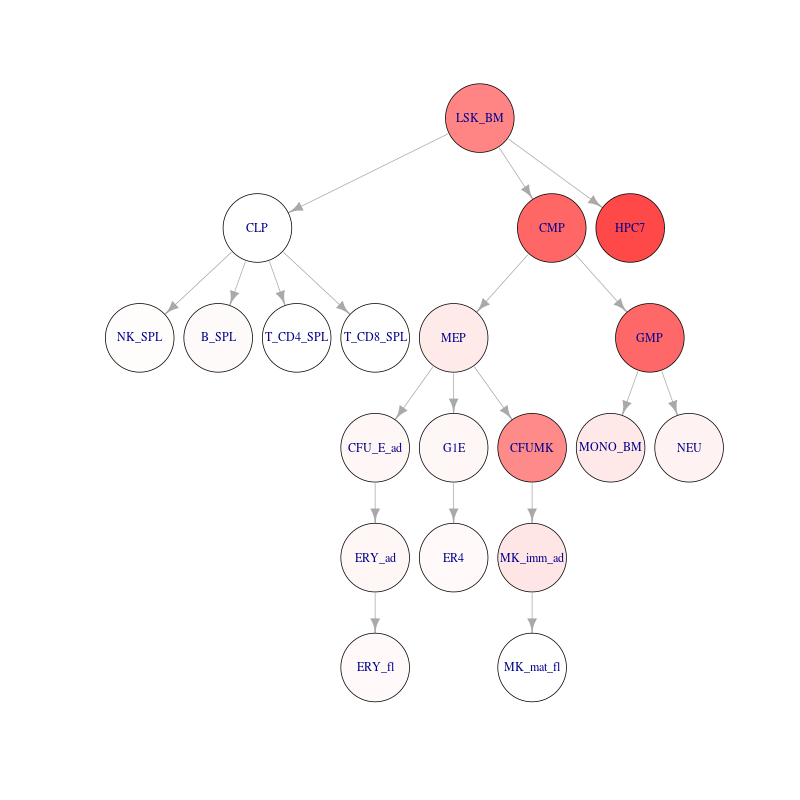 LSK_BM
CLP
CMP
HPC7
NK_SPL
B_SPL
T_CD4_SPL
T_CD8_SPL
MEP
GMP
CFU_E_ad
G1E
CFUMK
MONO_BM
NEU
ERY_ad
ER4
MK_imm_ad
ERY_fl
MK_mat_fl